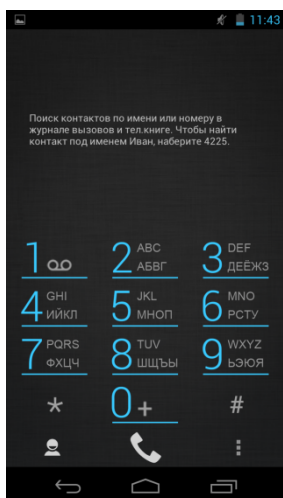 11:43
Поиск контактов по имени или номеру в
журнале вызовов и тел.книге. Чтобы найти
контакт под именем Иван, наберите 4225.
1 2 ABC 3 DEF
АБВГ ДЕЁЖЗ
4 GHI 5 JKL 6 MNO
ИЙКЛ МНОП РСТУ
7 PQRS 8 TUV 9 WXYZ
ФХЦЧ ШЩЪЫ ЬЭЮЯ
* 0 + #